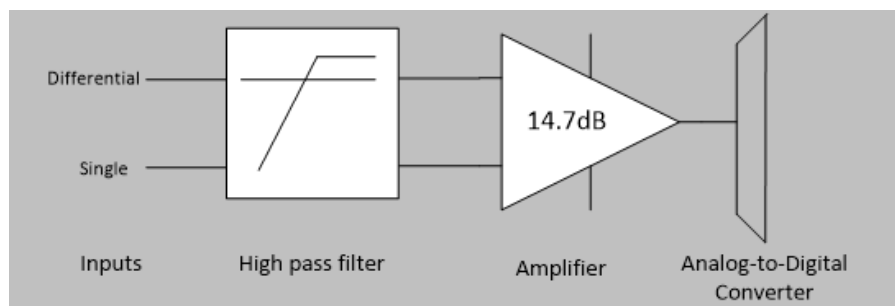 Differential
14.7dB
Single
Inputs
High pass filter
Amplifier
Analog-to-Digital
Converter